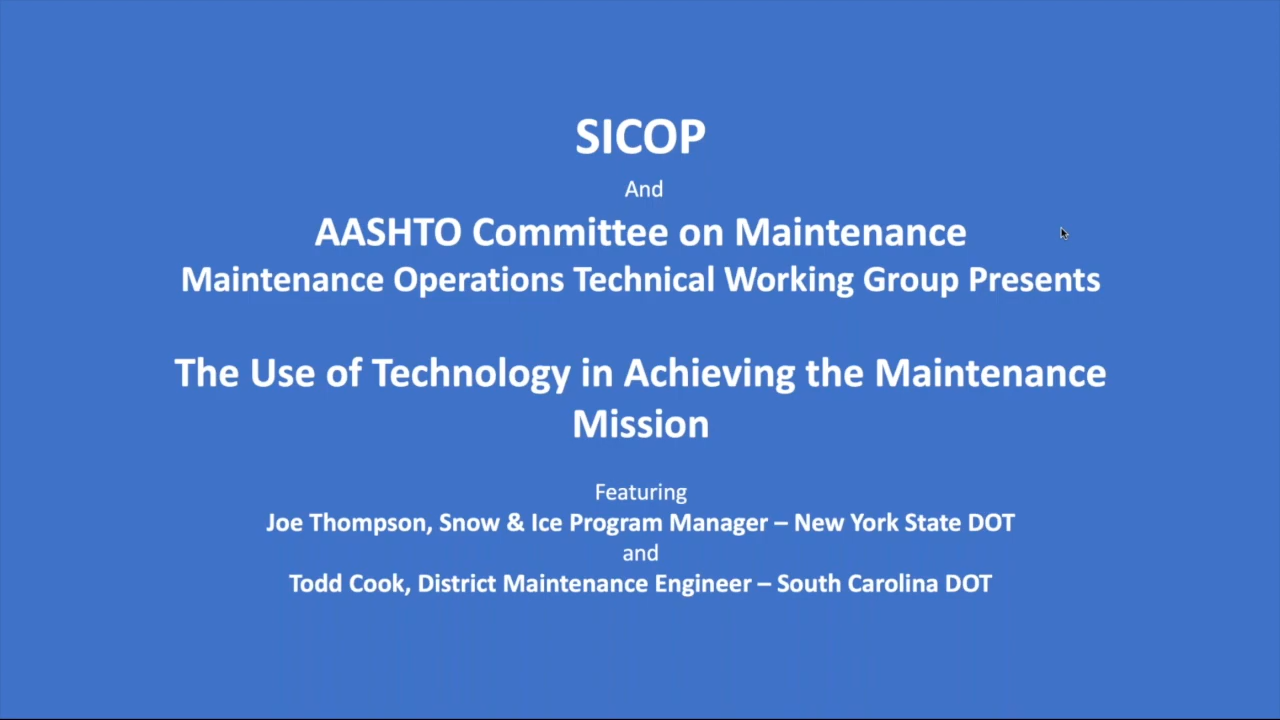 SICOP
And
AASHTO Committee on Maintenance
Maintenance Operations Technical Working Group Presents
The Use of Technology in Achieving the Maintenance
Mission
Featuring
Joe Thompson, Snow & Ice Program Manager – New York State DOT
and
Todd Cook, District Maintenance Engineer – South Carolina DOT